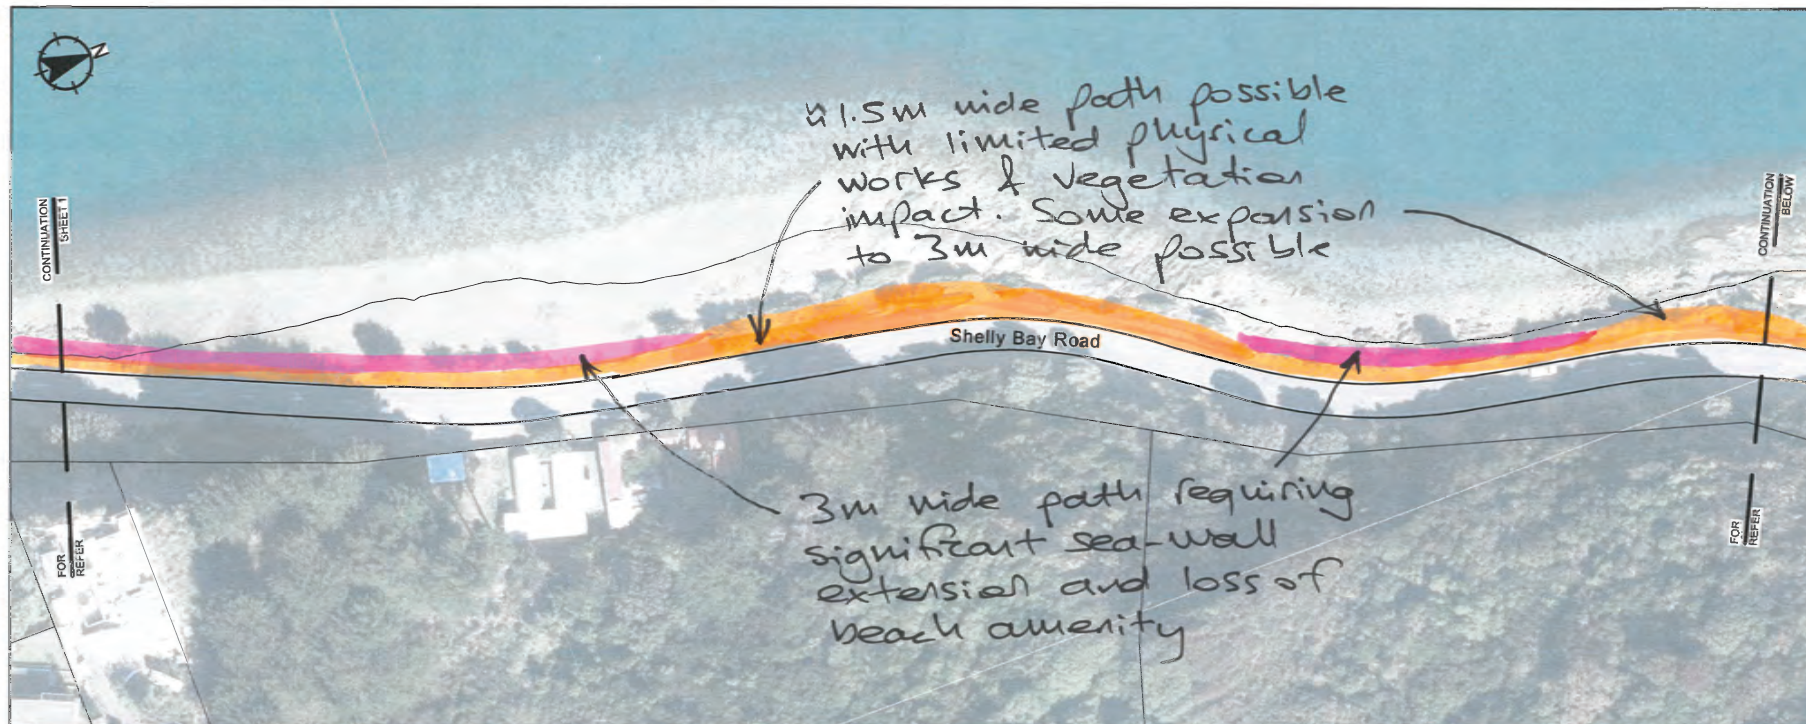 N
≈1.5m wide path possible
with limited physical
works & vegetation
impact. Some expansion
to 3m wide possible
CONTINUATION
SHEET 1
CONTINUATION
BELOW
Shelly Bay Road
3m wide path requiring
significant sea-wall
extension and loss of
beach amenity
FOR
REFER
FOR
REFER